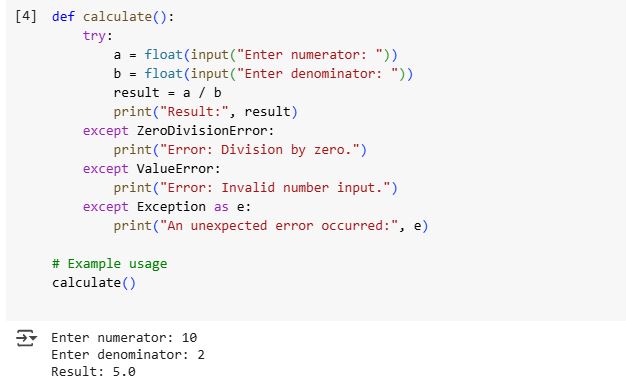 [4] def calculate():
    try:
        a = float(input("Enter numerator: "))
        b = float(input("Enter denominator: "))
        result = a / b
        print("Result:", result)
    except ZeroDivisionError:
        print("Error: Division by zero.")
    except ValueError:
        print("Error: Invalid number input.")
    except Exception as e:
        print("An unexpected error occurred:", e)

# Example usage
calculate()

Enter numerator: 10
Enter denominator: 2
Result: 5.0